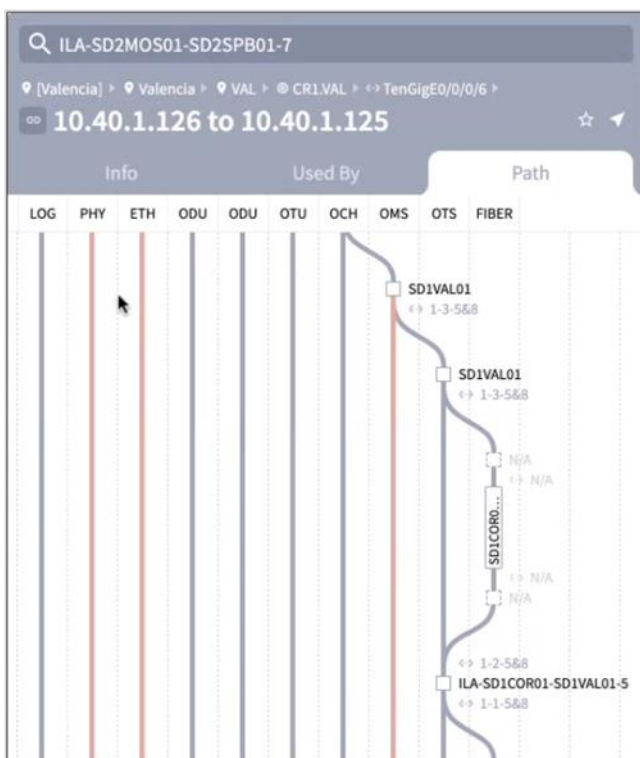 ILA-SD2MOS01-SD2SPB01-7
[Valencia] Valencia VAL CR1.VAL TenGigE0/0/0/6
10.40.1.126 to 10.40.1.125
Info Used By Path
LOG PHY ETH ODU ODU OTU OCH OMS OTS FIBER
SD1VAL01
1-3-5&8
SD1VAL01
1-3-5&8
N/A
N/A
SD1COR0...
N/A
N/A
1-2-5&8
ILA-SD1COR01-SD1VAL01-5
1-1-5&8